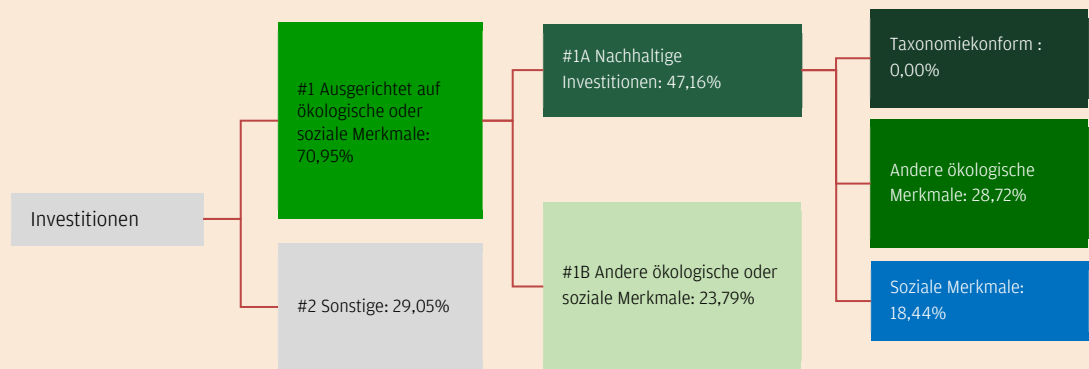 Investitionen
#1 Ausgerichtet auf
ökologische oder
soziale Merkmale:
70,95%
#2 Sonstige: 29,05%
#1A Nachhaltige
Investitionen: 47,16%
#1B Andere ökologische oder
soziale Merkmale: 23,79%
Taxonomiekonform :
0,00%
Andere ökologische
Merkmale: 28,72%
Soziale Merkmale:
18,44%